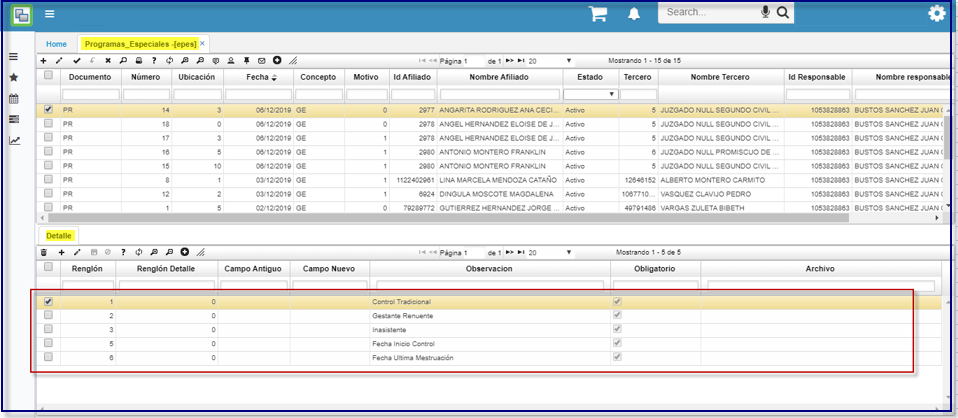 Search...
Home
Programas_Especiales -[epes] ×
Página 1 de 1 20 Mostrando 1 - 15 de 15
Documento Número Ubicación Fecha Concepto Motivo Id Afiliado Nombre Afiliado Estado Tercero Nombre Tercero Id Responsable Nombre responsable
PR 14 3 06/12/2019 GE 0 2977 ANGARITA RODRIGUEZ ANA CECI... Activo 5 JUZGADO NULL SEGUNDO CIVIL ... 1053828863 BUSTOS SANCHEZ JUAN
PR 18 0 06/12/2019 GE 0 2978 ANGEL HERNANDEZ ELOISE DE J... Activo 5 JUZGADO NULL SEGUNDO CIVIL ... 1053828863 BUSTOS SANCHEZ JUAN
PR 17 3 06/12/2019 GE 1 2978 ANGEL HERNANDEZ ELOISE DE J... Activo 5 JUZGADO NULL SEGUNDO CIVIL ... 1053828863 BUSTOS SANCHEZ JUAN
PR 16 5 06/12/2019 GE 1 2980 ANTONIO MONTERO FRANKLIN Activo 6 JUZGADO NULL PROMISCUO DE ... 1053828863 BUSTOS SANCHEZ JUAN
PR 15 10 06/12/2019 GE 1 2980 ANTONIO MONTERO FRANKLIN Activo 5 JUZGADO NULL SEGUNDO CIVIL ... 1053828863 BUSTOS SANCHEZ JUAN
PR 8 1 03/12/2019 GE 1 1122402961 LINA MARCELA MENDOZA CATAÑO Activo 12646152 ALBERTO MONTERO CARMITO 1053828863 BUSTOS SANCHEZ JUAN
PR 12 2 03/12/2019 GE 1 6924 DINGULA MOSCOTE MAGDALENA Activo 1067710... VASQUEZ CLAVIJO PEDRO 1053828863 BUSTOS SANCHEZ JUAN
PR 1 5 02/12/2019 GE 0 79289772 GUTIERREZ HERNANDEZ JORGE ... Activo 49791486 VARGAS ZULETA BIBETH 1053828863 BUSTOS SANCHEZ JUAN
Detalle
Página 1 de 1 20 Mostrando 1 - 5 de 5
Renglón Renglón Detalle Campo Antiguo Campo Nuevo Observacion Obligatorio Archivo
1 0 Control Tradicional
2 0 Gestante Renuente
3 0 Inasistente
5 0 Fecha Inicio Control
6 0 Fecha Ultima Mestruación